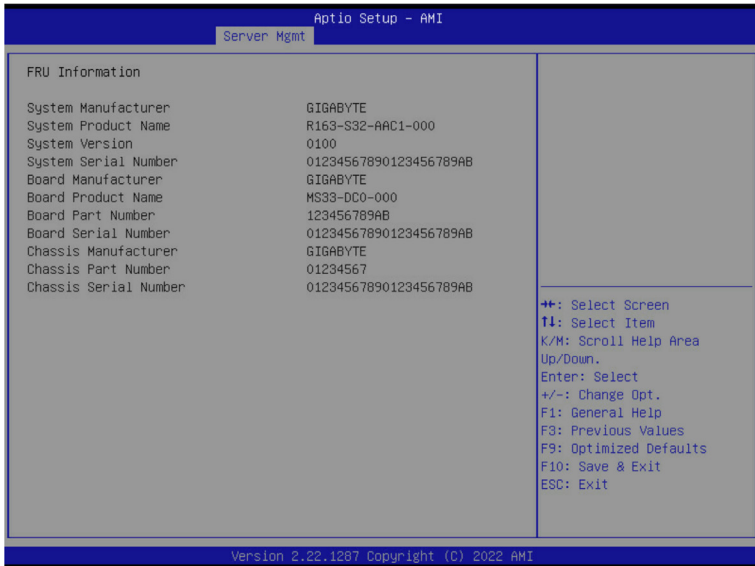 Aptio Setup – AMI
Server Mgmt
FRU Information
System Manufacturer GIGABYTE
System Product Name R163-S32-AAC1-000
System Version 0100
System Serial Number 01234567890123456789AB
Board Manufacturer GIGABYTE
Board Product Name MS33-DC0-000
Board Part Number 123456789AB
Board Serial Number 01234567890123456789AB
Chassis Manufacturer GIGABYTE
Chassis Part Number 01234567
Chassis Serial Number 01234567890123456789AB
→←: Select Screen
↑↓: Select Item
K/M: Scroll Help Area
Up/Down.
Enter: Select
+/-: Change Opt.
F1: General Help
F3: Previous Values
F9: Optimized Defaults
F10: Save & Exit
ESC: Exit
Version 2.22.1287 Copyright (C) 2022 AMI